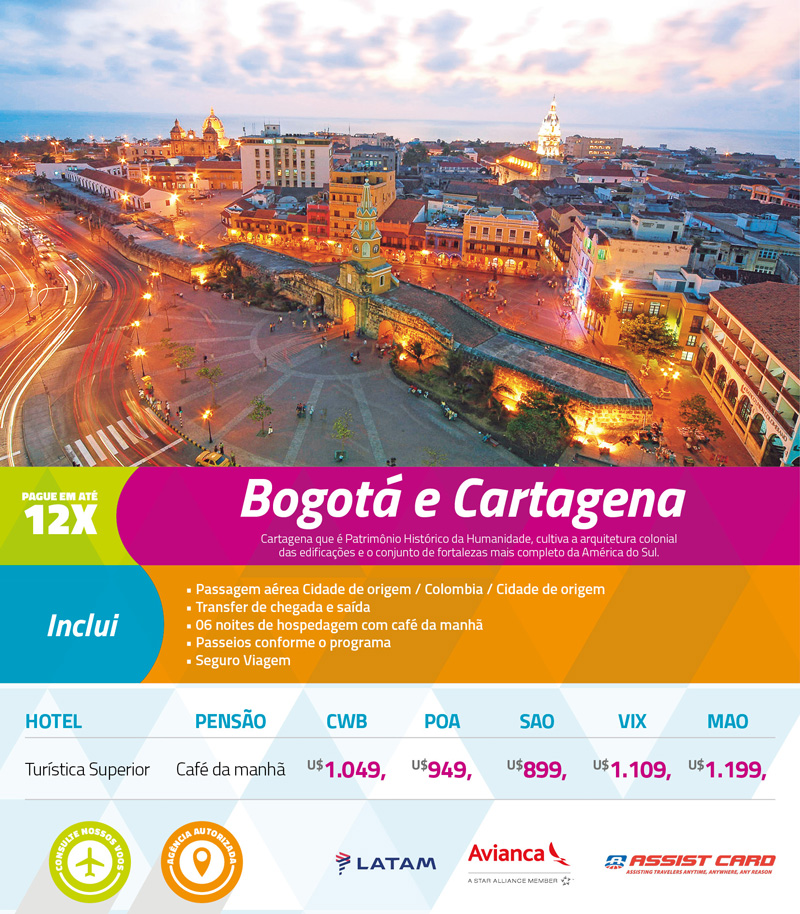 PAGUE EM ATÉ
12X
Bogotá e Cartagena
Cartagena que é Patrimônio Histórico da Humanidade, cultiva a arquitetura colonial
das edificações e o conjunto de fortalezas mais completo da América do Sul.
Inclui
• Passagem aérea Cidade de origem / Colombia / Cidade de origem
• Transfer de chegada e saída
• 06 noites de hospedagem com café da manhã
• Passeios conforme o programa
• Seguro Viagem
HOTEL PENSÃO CWB POA SAO VIX MAO
Turística Superior Café da manhã U$1.049, U$949, U$899, U$1.109, U$1.199,
CONSULTE NOSSOS VOOS
AGÊNCIA AUTORIZADA
LATAM
Avianca
A STAR ALLIANCE MEMBER
ASSIST CARD
ASSISTING TRAVELERS ANYTIME, ANYWHERE, ANY REASON